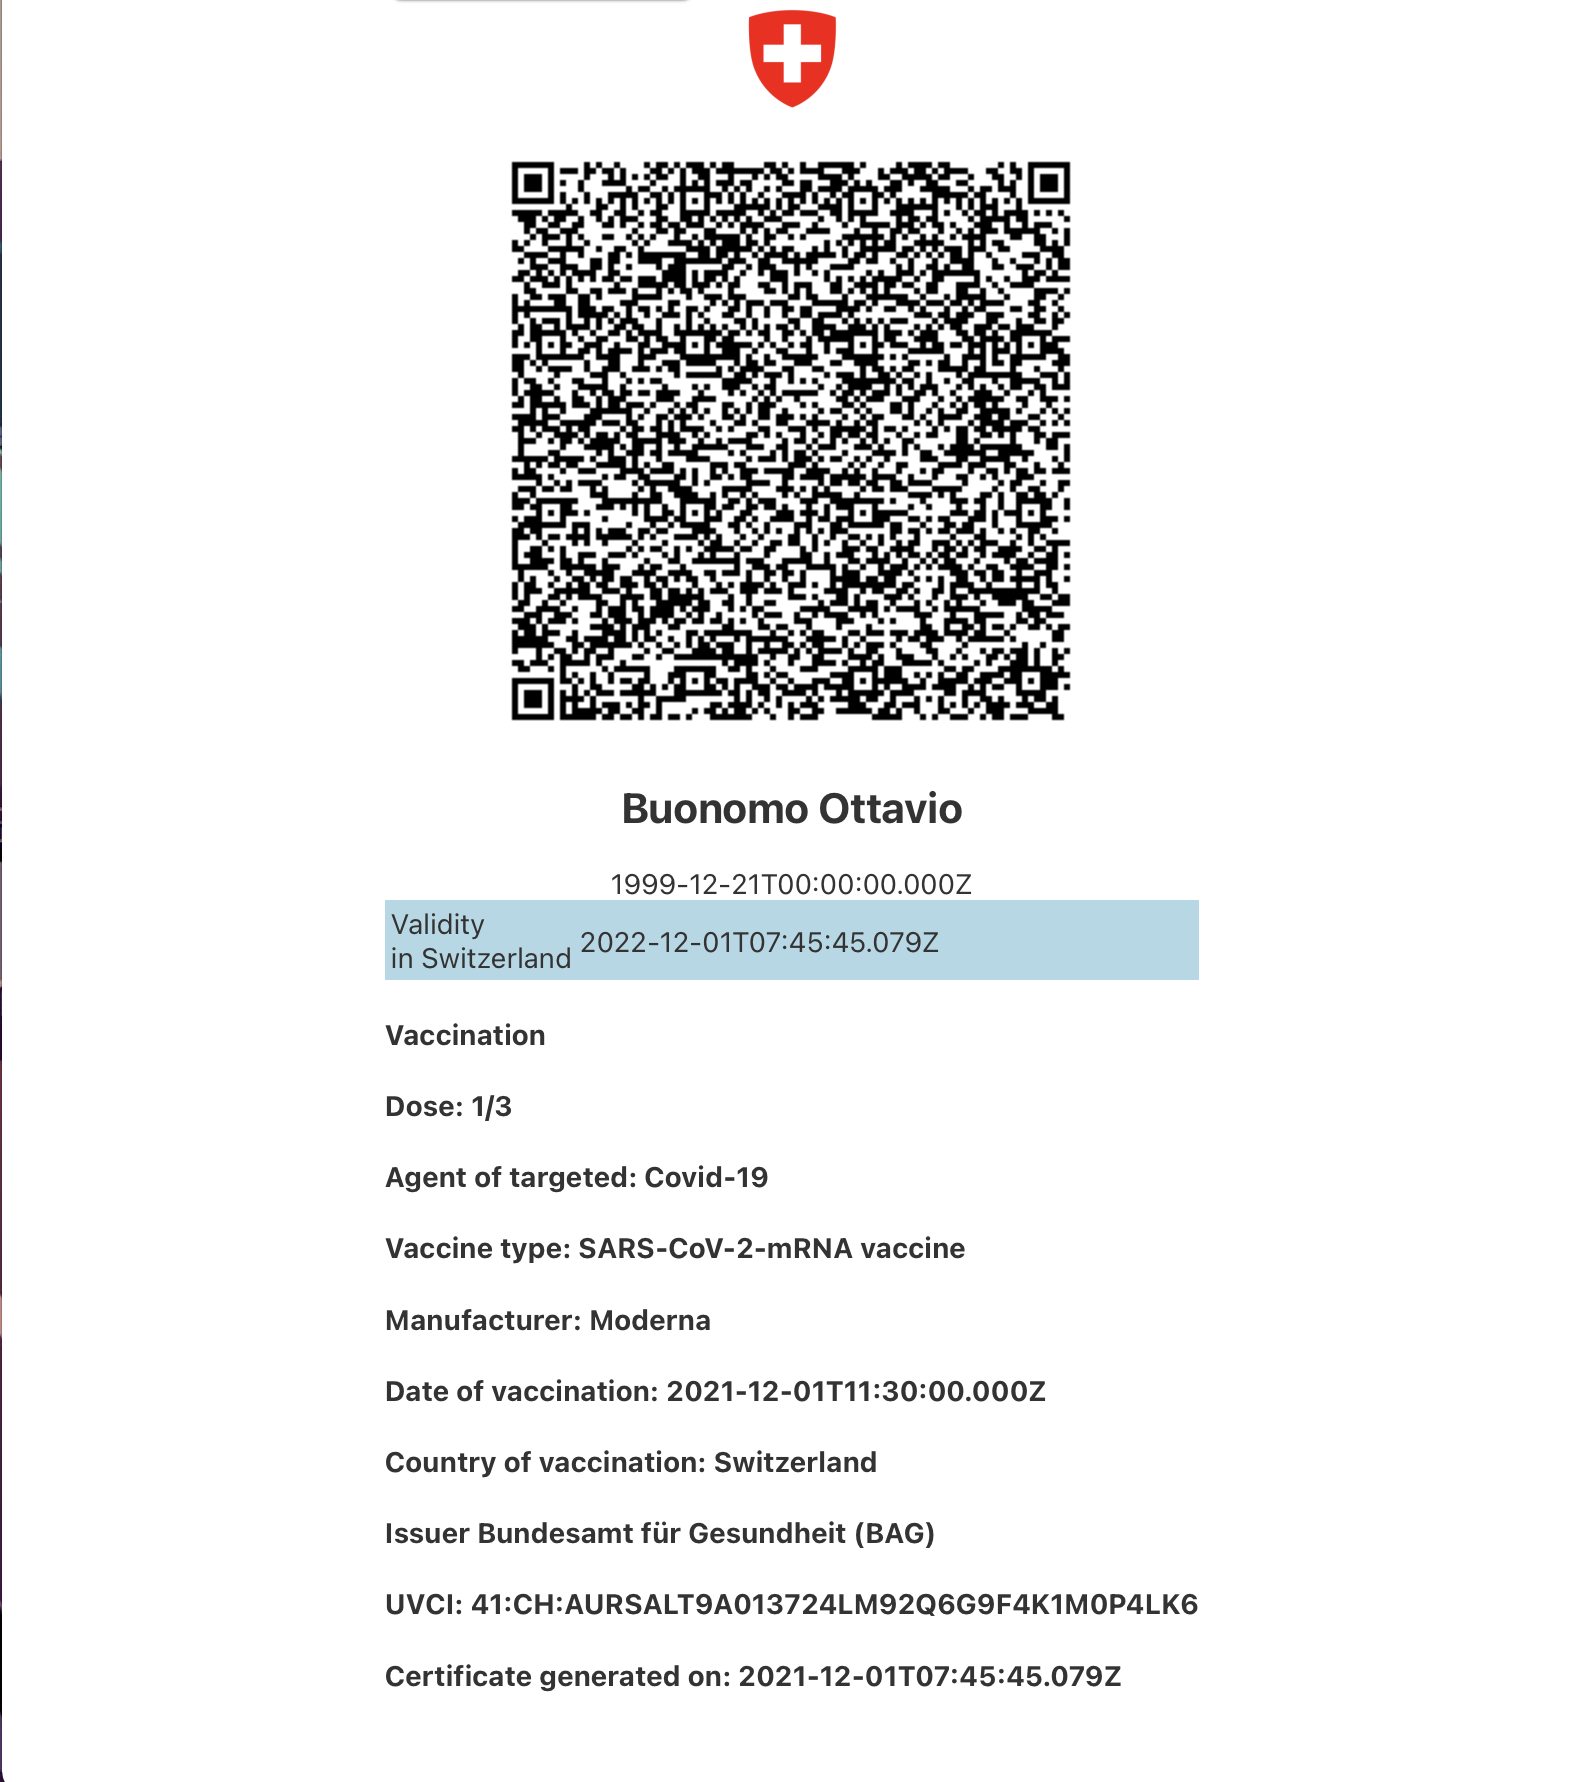 Buonomo Ottavio
1999-12-21T00:00:00.000Z
Validity
in Switzerland
2022-12-01T07:45:45.079Z
Vaccination
Dose: 1/3
Agent of targeted: Covid-19
Vaccine type: SARS-CoV-2-mRNA vaccine
Manufacturer: Moderna
Date of vaccination: 2021-12-01T11:30:00.000Z
Country of vaccination: Switzerland
Issuer Bundesamt für Gesundheit (BAG)
UVCI: 41:CH:AURSALT9A013724LM92Q6G9F4K1M0P4LK6
Certificate generated on: 2021-12-01T07:45:45.079Z